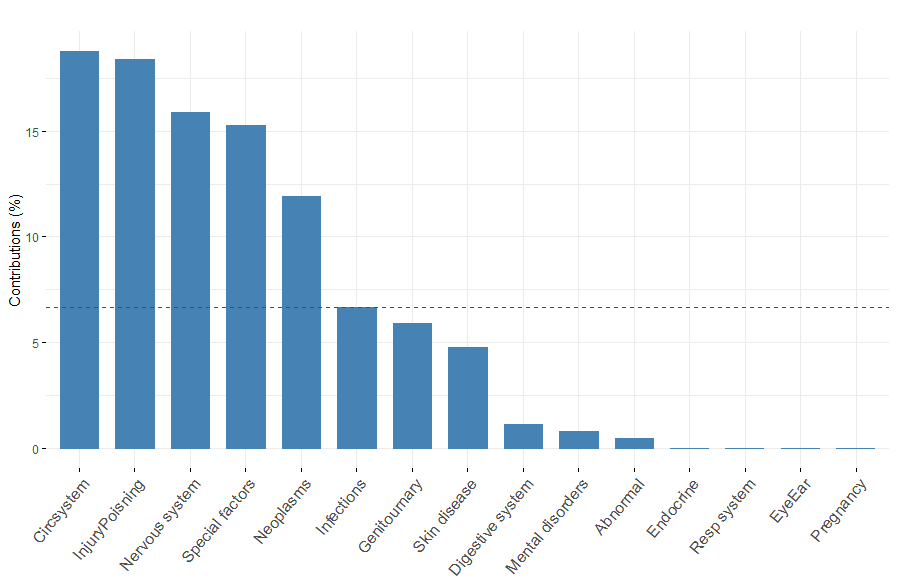 Contributions (%)
15
10
5
0
Circsystem
InjuryPoisning
Nervous system
Special factors
Neoplasms
Infections
Genitournary
Skin disease
Digestive system
Mental disorders
Abnormal
Endocrine
Resp system
EyeEar
Pregnancy